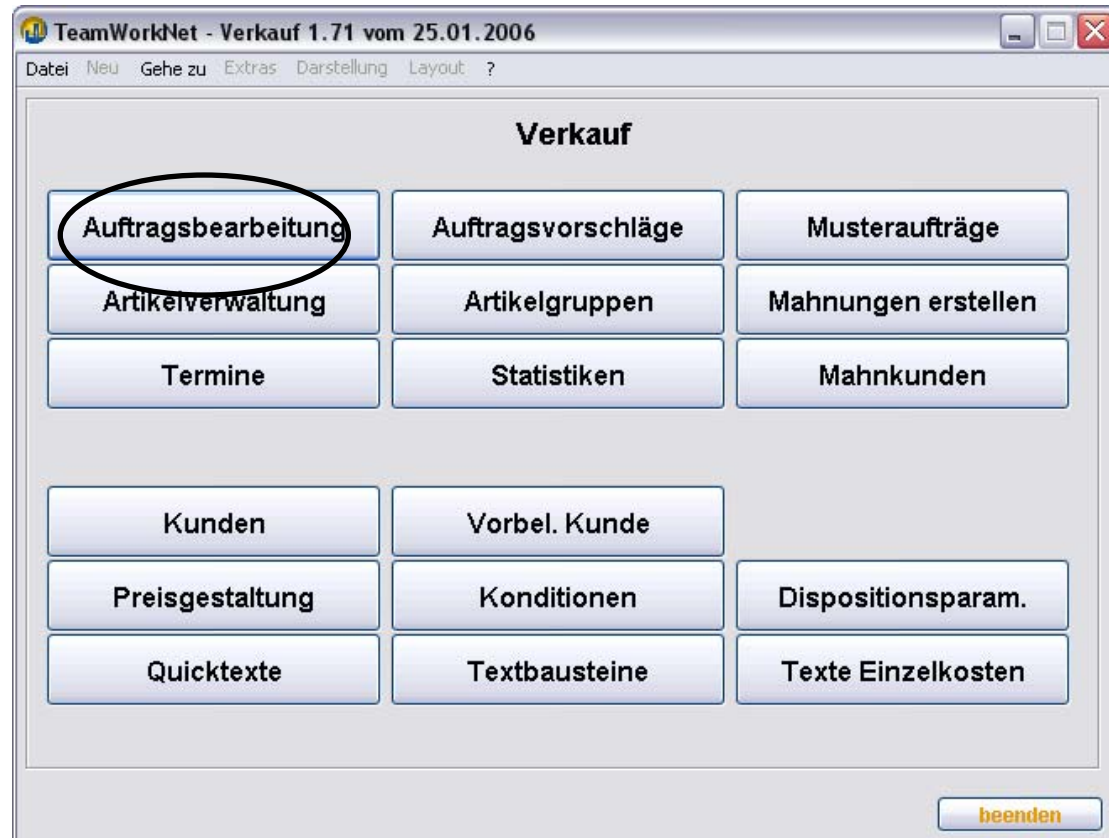 TeamWorkNet - Verkauf 1.71 vom 25.01.2006
Datei Neu Gehe zu Extras Darstellung Layout ?
Verkauf
Auftragsbearbeitung Auftragsvorschläge Musteraufträge
Artikelverwaltung Artikelgruppen Mahnungen erstellen
Termine Statistiken Mahnkunden
Kunden Vorbel. Kunde
Preisgestaltung Konditionen Dispositionsparam.
Quicktexte Textbausteine Texte Einzelkosten
beenden